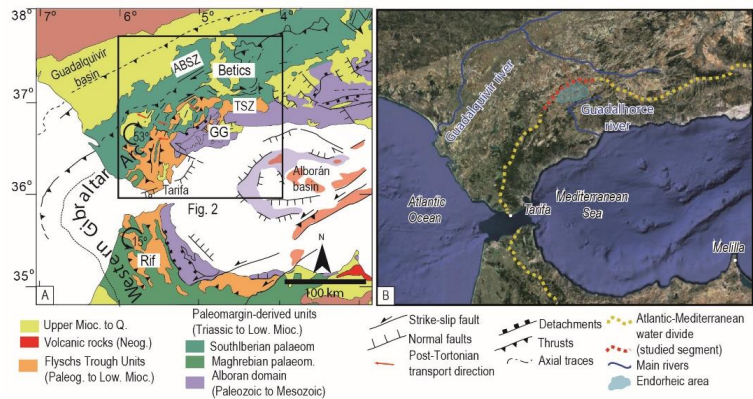 7° 6 5 4
Guadalquivir
basin
ABSZ
Betics
37°
TSZ
GG
53°
Western Gibraltar Arc
Tarifa
18°
Alborán
basin
36°
38°
Fig. 2
15°
Rif
N
35°
100 km
A
Guadalquivir river
Guadalhorce
river
Atlantic
Ocean
Tarifa
Mediterranean
Sea
Melilla
B
Upper Mioc. to Q.
Volcanic rocks (Neog.)
Flyschs Trough Units
(Paleog. to Low. Mioc.)
Paleomargin-derived units
(Triassic to Low. Mioc.)
SouthIberian palaeom
Maghrebian palaeom.
Alboran domain
(Paleozoic to Mesozoic)
Strike-slip fault
Normal faults
Post-Tortonian
transport direction
Detachments
Thrusts
Axial traces
Atlantic-Mediterranean
water divide
(studied segment)
Main rivers
Endorheic area